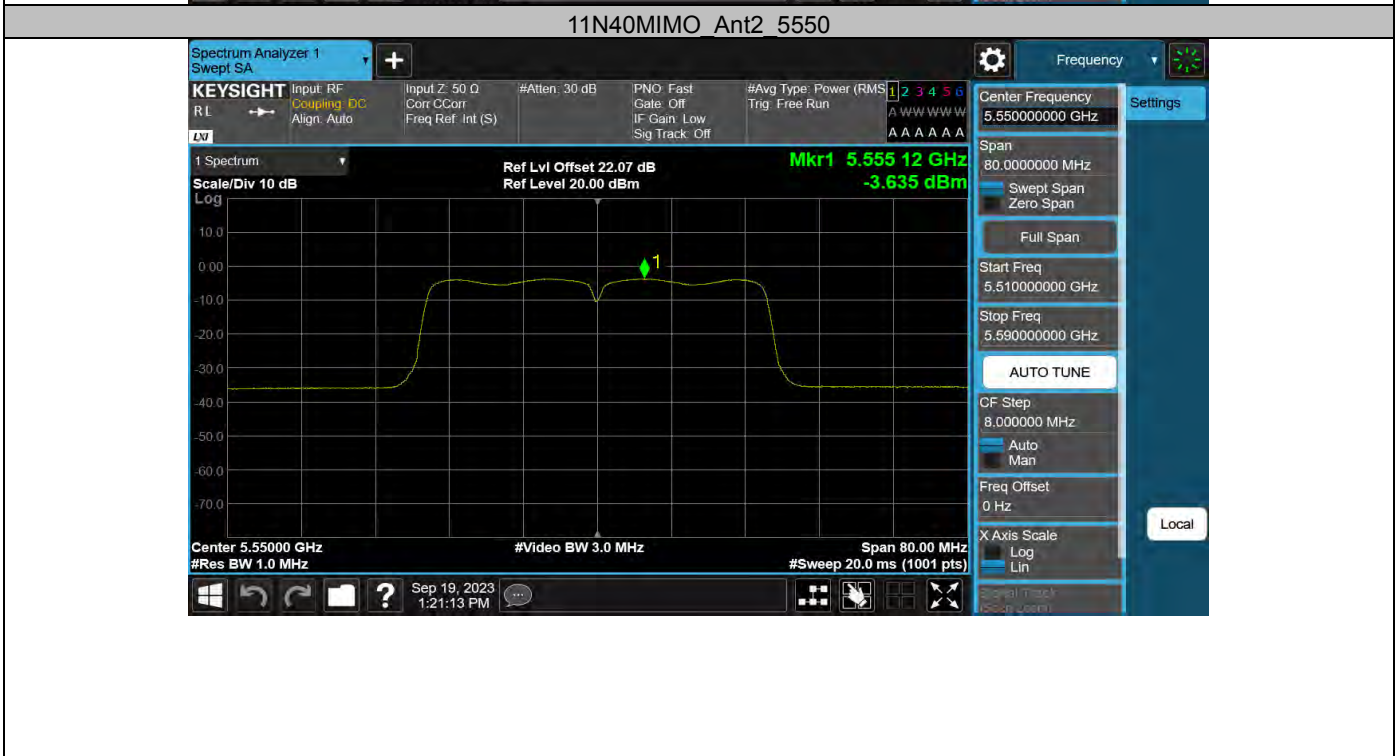 11N40MIMO_Ant2_5550
Spectrum Analyzer 1
Swept SA
+
Frequency
KEYSIGHT
RL
LXI
Input: RF
Coupling: DC
Align: Auto
Input Z: 50 Ω
Corr CCorr
Freq Ref: Int (S)
#Atten: 30 dB
PNO: Fast
Gate: Off
IF Gain: Low
Sig Track: Off
#Avg Type: Power (RMS
Trig: Free Run
1 2 3 4 5 6
A W W W W W
A A A A A A
Center Frequency
5.550000000 GHz
Settings
Span
80.0000000 MHz
Swept Span
Zero Span
Full Span
Start Freq
5.510000000 GHz
Stop Freq
5.590000000 GHz
AUTO TUNE
CF Step
8.000000 MHz
Auto
Man
Freq Offset
0 Hz
X Axis Scale
Log
Lin
Signal Track
(Span Zoom)
Local
1 Spectrum
Scale/Div 10 dB
Log
Ref Lvl Offset 22.07 dB
Ref Level 20.00 dBm
Mkr1 5.555 12 GHz
-3.635 dBm
10.0
0.00
-10.0
-20.0
-30.0
-40.0
-50.0
-60.0
-70.0
1
Center 5.55000 GHz
#Res BW 1.0 MHz
#Video BW 3.0 MHz
Span 80.00 MHz
#Sweep 20.0 ms (1001 pts)
?
Sep 19, 2023
1:21:13 PM